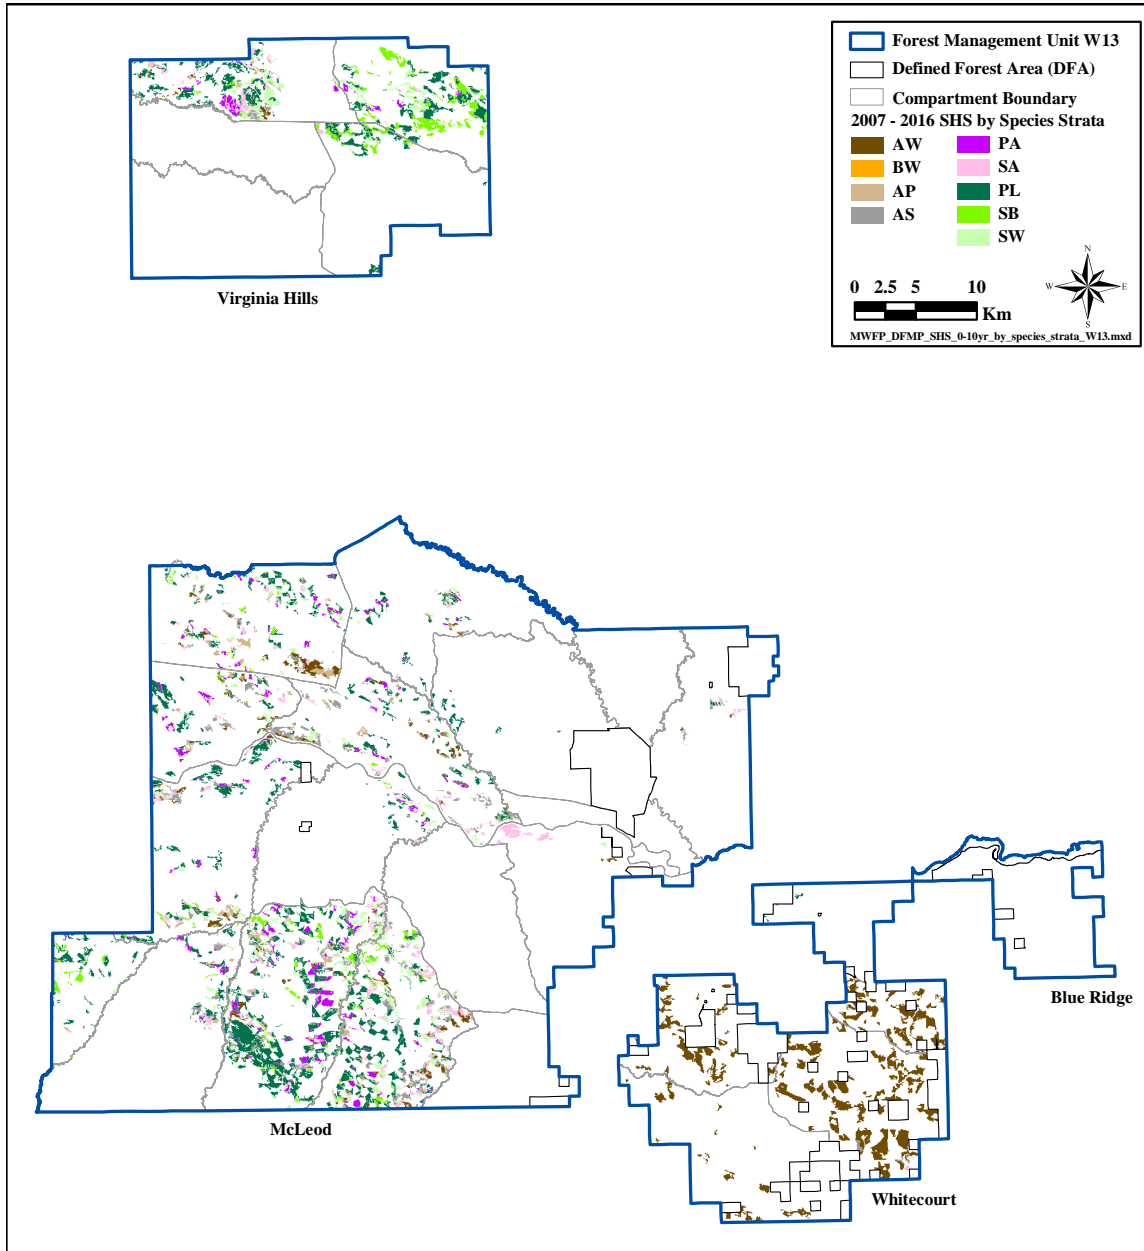 Forest Management Unit W13
Defined Forest Area (DFA)
Compartment Boundary
2007 - 2016 SHS by Species Strata
AW PA
BW SA
AP PL
AS SB
SW
N
W E
S
0 2.5 5 10
Km
MWFP_DFMP_SHS_0-10yr_by_species_strata_W13.mxd
Virginia Hills
Blue Ridge
McLeod
Whitecourt